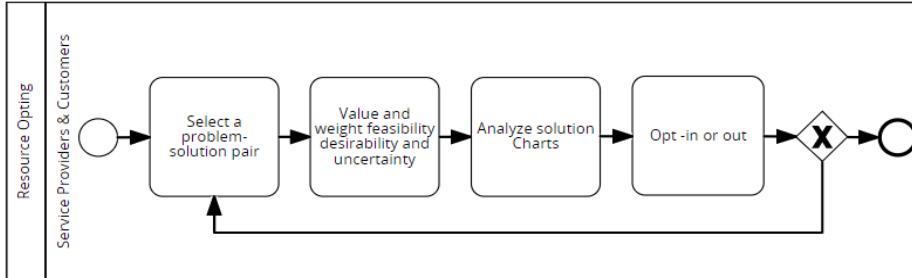 Resource Opting
Service Providers & Customers
Select a
problem-
solution pair
Value and
weight feasibility
desirability and
uncertainty
Analyze solution
Charts
Opt -in or out
X